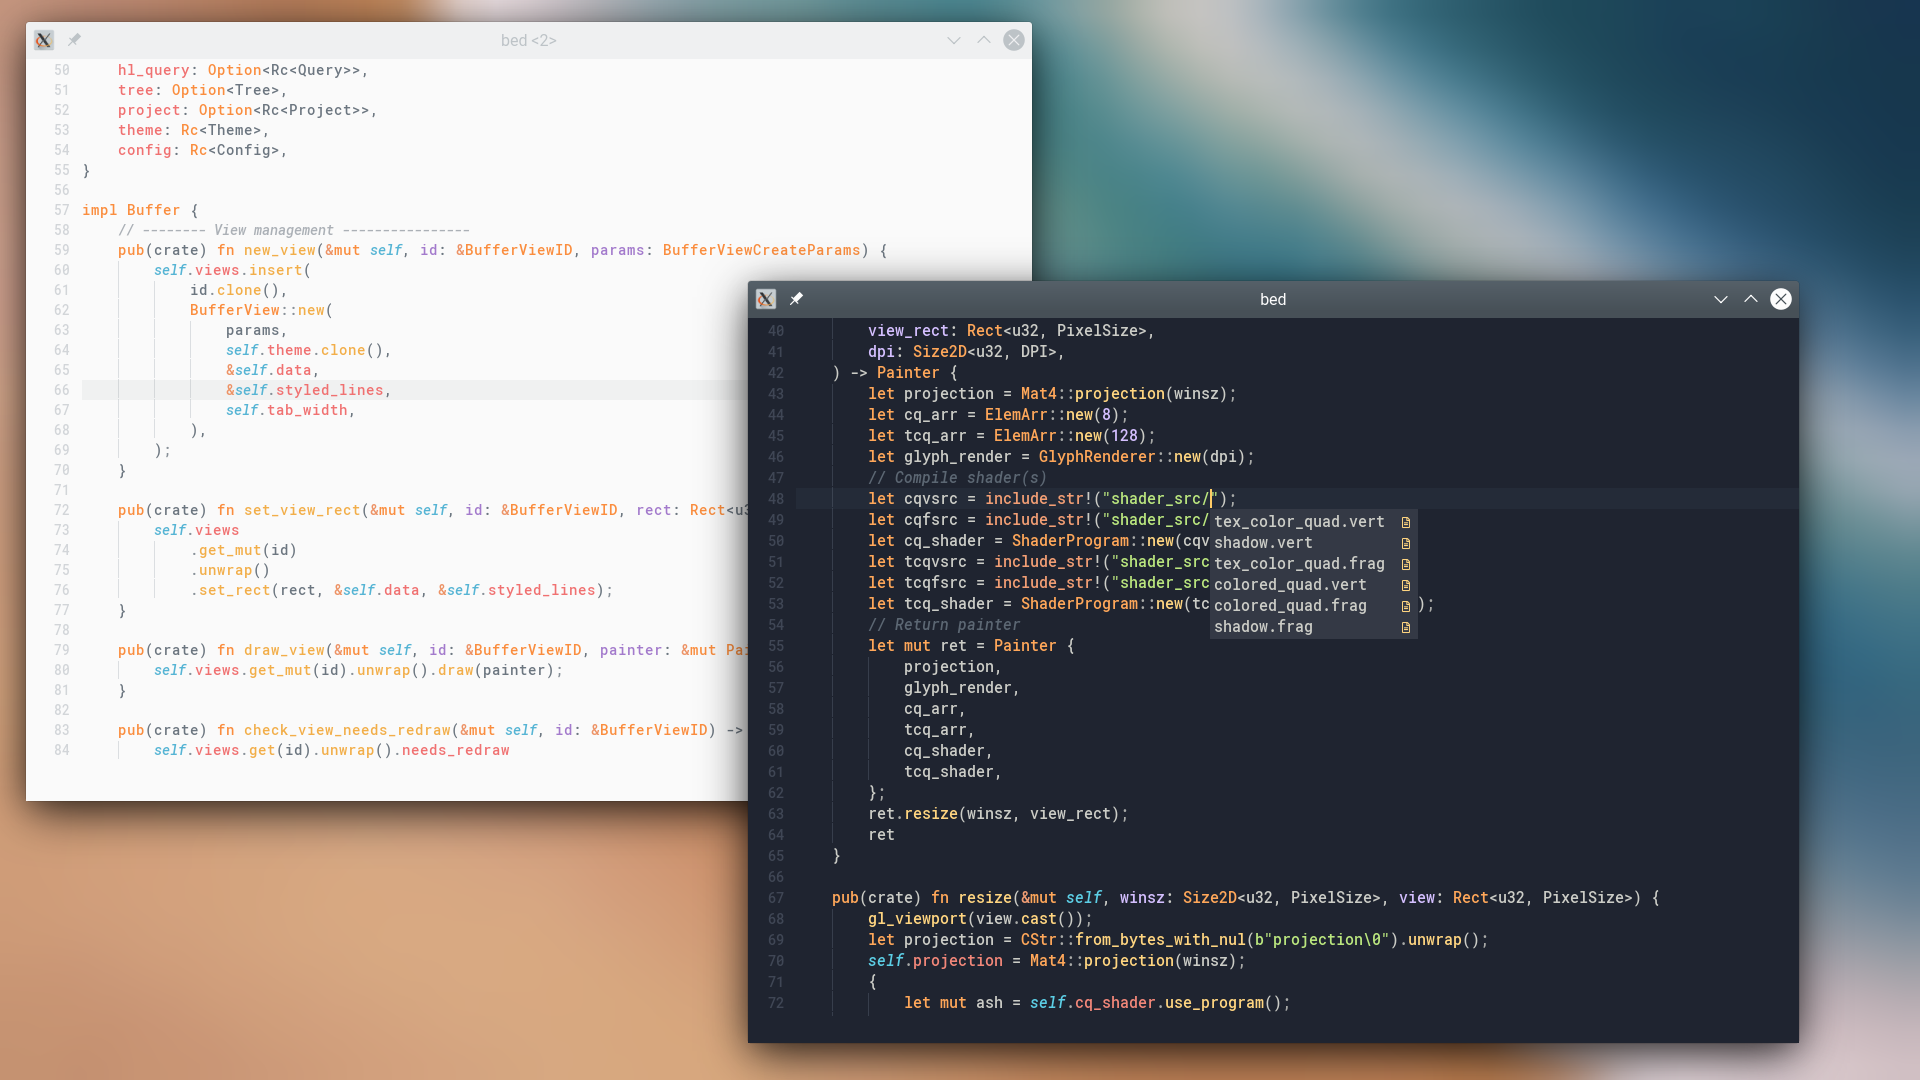 bed <2>
50 hl_query: Option<Rc<Query>>,
51 tree: Option<Tree>,
52 project: Option<Rc<Project>>,
53 theme: Rc<Theme>,
54 config: Rc<Config>,
55 }
56
57 impl Buffer {
58 // -------- View management ----------------
59 pub(crate) fn new_view(&mut self, id: &BufferViewID, params: BufferViewCreateParams) {
60 self.views.insert(
61 id.clone(),
62 BufferView::new(
63 params,
64 self.theme.clone(),
65 &self.data,
66 &self.styled_lines,
67 self.tab_width,
68 ),
69 );
70 }
71
72 pub(crate) fn set_view_rect(&mut self, id: &BufferViewID, rect: Rect<u3
73 self.views
74 .get_mut(id)
75 .unwrap()
76 .set_rect(rect, &self.data, &self.styled_lines);
77 }
78
79 pub(crate) fn draw_view(&mut self, id: &BufferViewID, painter: &mut Pai
80 self.views.get_mut(id).unwrap().draw(painter);
81 }
82
83 pub(crate) fn check_view_needs_redraw(&mut self, id: &BufferViewID) ->
84 self.views.get(id).unwrap().needs_redraw
bed
40 view_rect: Rect<u32, PixelSize>,
41 dpi: Size2D<u32, DPI>,
42 ) -> Painter {
43 let projection = Mat4::projection(winsz);
44 let cq_arr = ElemArr::new(8);
45 let tcq_arr = ElemArr::new(128);
46 let glyph_render = GlyphRenderer::new(dpi);
47 // Compile shader(s)
48 let cqvsrc = include_str!("shader_src/");
49 let cqfsrc = include_str!("shader_src/
50 let cq_shader = ShaderProgram::new(cqv
51 let tcqvsrc = include_str!("shader_src
52 let tcqfsrc = include_str!("shader_src
53 let tcq_shader = ShaderProgram::new(tc );
tex_color_quad.vert
shadow.vert
tex_color_quad.frag
colored_quad.vert
colored_quad.frag
shadow.frag
54 // Return painter
55 let mut ret = Painter {
56 projection,
57 glyph_render,
58 cq_arr,
59 tcq_arr,
60 cq_shader,
61 tcq_shader,
62 };
63 ret.resize(winsz, view_rect);
64 ret
65 }
66
67 pub(crate) fn resize(&mut self, winsz: Size2D<u32, PixelSize>, view: Rect<u32, PixelSize>) {
68 gl_viewport(view.cast());
69 let projection = CStr::from_bytes_with_nul(b"projection\0").unwrap();
70 self.projection = Mat4::projection(winsz);
71 {
72 let mut ash = self.cq_shader.use_program();